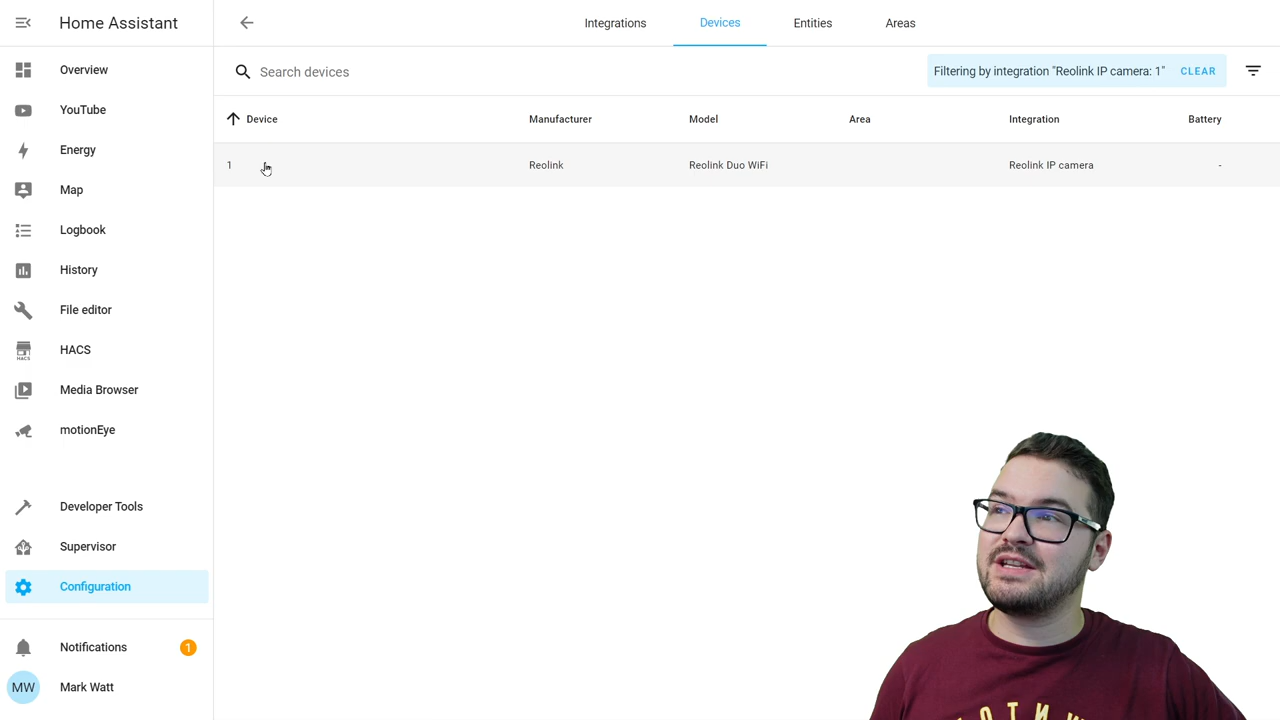 Home Assistant
Integrations
Devices
Entities
Areas
Overview
YouTube
Energy
Map
Logbook
History
File editor
HACS
HACS
Media Browser
motionEye
Developer Tools
Supervisor
Configuration
Notifications
1
MW
Mark Watt
Search devices
Filtering by integration "Reolink IP camera: 1"
CLEAR
Device
Manufacturer
Model
Area
Integration
Battery
1
Reolink
Reolink Duo WiFi
Reolink IP camera
-